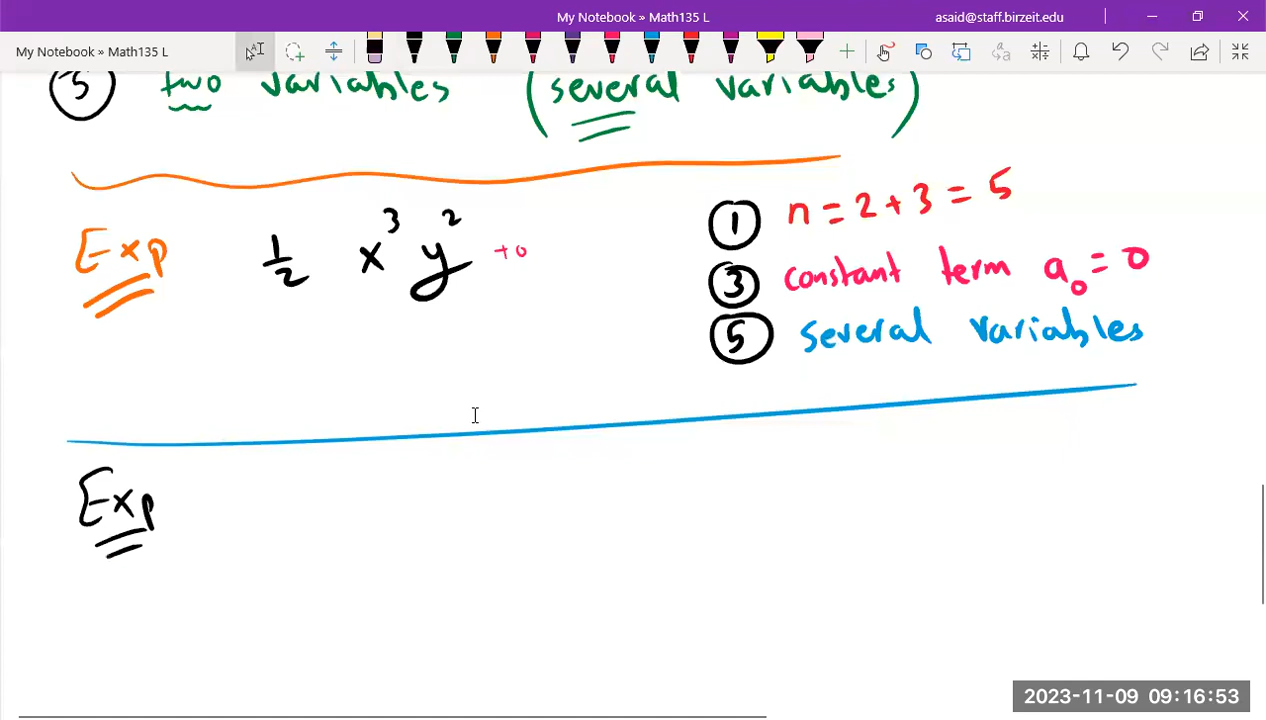 My Notebook » Math135 L
asaid@staff.birzeit.edu
My Notebook » Math135 L
⑤ two variables (several variables)
Exp 1/2 x³ y² +0
① n = 2 + 3 = 5
③ constant term a₀ = 0
⑤ several variables
Exp
2023-11-09 09:16:53